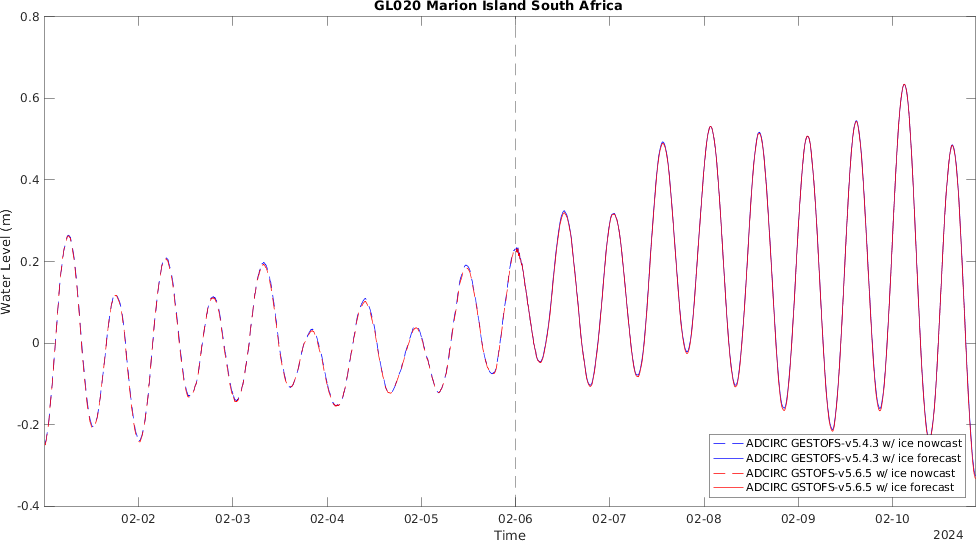 GL020 Marion Island South Africa
0.8
0.6
0.4
0.2
0
-0.2
-0.4
Water Level (m)
02-02 02-03 02-04 02-05 02-06 02-07 02-08 02-09 02-10
Time
2024
ADCIRC GESTOFS-v5.4.3 w/ ice nowcast
ADCIRC GESTOFS-v5.4.3 w/ ice forecast
ADCIRC GSTOFS-v5.6.5 w/ ice nowcast
ADCIRC GSTOFS-v5.6.5 w/ ice forecast